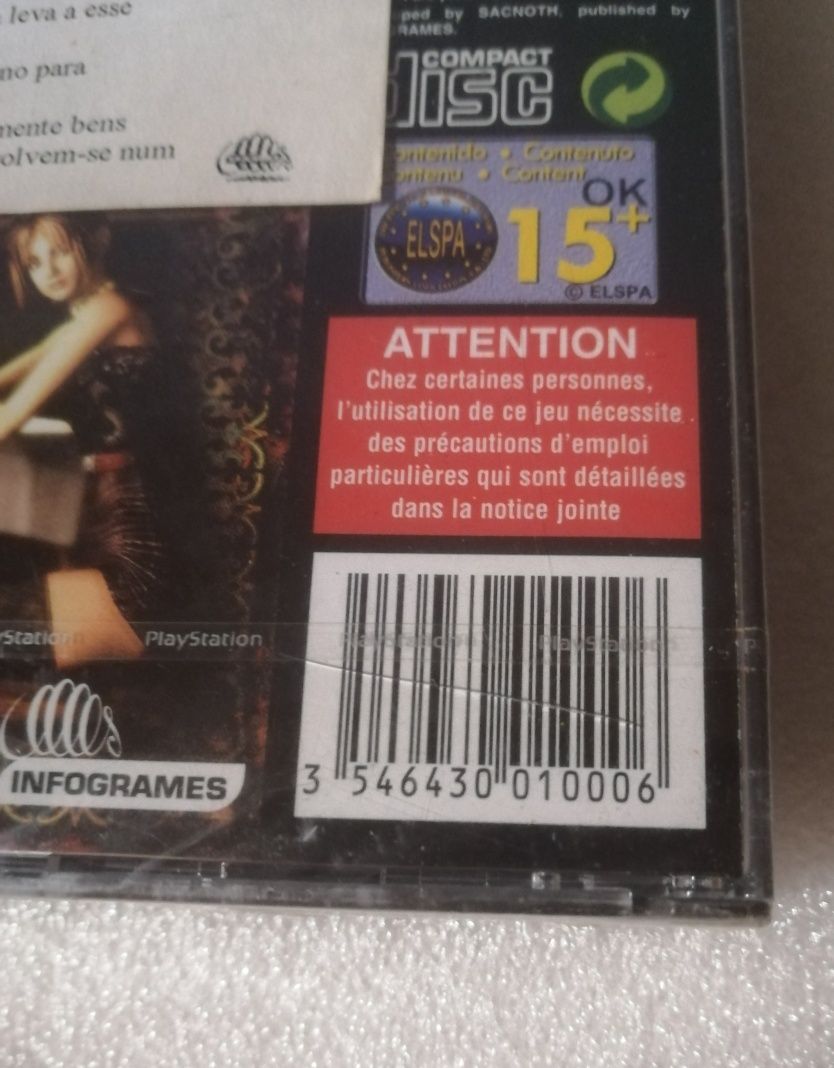 leva a esse
ped by SACNOTH, published by
RAMES.
no para
COMPACT
disc
mente bens
olvem-se num
ontenido • Contenuto
ontenu • Content
OK
15+
ELSPA
© ELSPA
ATTENTION
Chez certaines personnes,
l'utilisation de ce jeu nécessite
des précautions d'emploi
particulières qui sont détaillées
dans la notice jointe
Station PlayStation PlayStation PlayStation P
INFOGRAMES
3 546430 010006